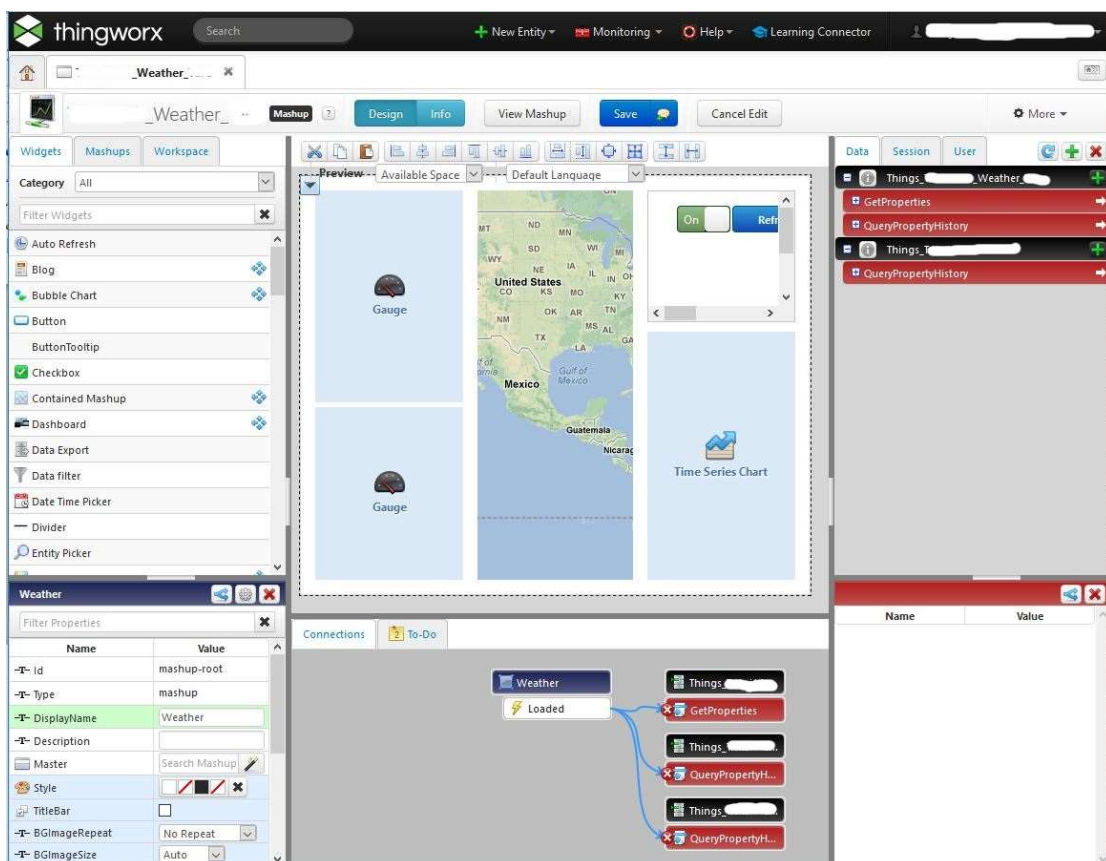 thingworx
Search
New Entity
Monitoring
Help
Learning Connector
_Weather_
_Weather_
Mashup
?
Design
Info
View Mashup
Save
Cancel Edit
More
Widgets
Mashups
Workspace
Category
All
Filter Widgets
Auto Refresh
Blog
Bubble Chart
Button
ButtonTooltip
Checkbox
Contained Mashup
Dashboard
Data Export
Data filter
Date Time Picker
Divider
Entity Picker
Preview
Available Space
Default Language
Gauge
Gauge
ON
MT
ND
MN
SD
WI
MI
WY
NE
IA
IL
IN
OH
United States
CO
KS
MO
KY
OK
AR
TN
NM
MS
AL
TX
LA
GA
Gulf of
Mexico
Mexico
Guatemala
Nicarag
On
Refr
Time Series Chart
Data
Session
User
Things_ _Weather_
GetProperties
QueryPropertyHistory
Things_T
QueryPropertyHistory
Weather
Filter Properties
Name Value
Id mashup-root
Type mashup
DisplayName Weather
Description
Master Search Mashup
Style
TitleBar
BGImageRepeat No Repeat
BGImageSize Auto
Connections
2 To-Do
Weather
Loaded
Things_
GetProperties
Things_
QueryPropertyH...
Things_
QueryPropertyH...
Name Value